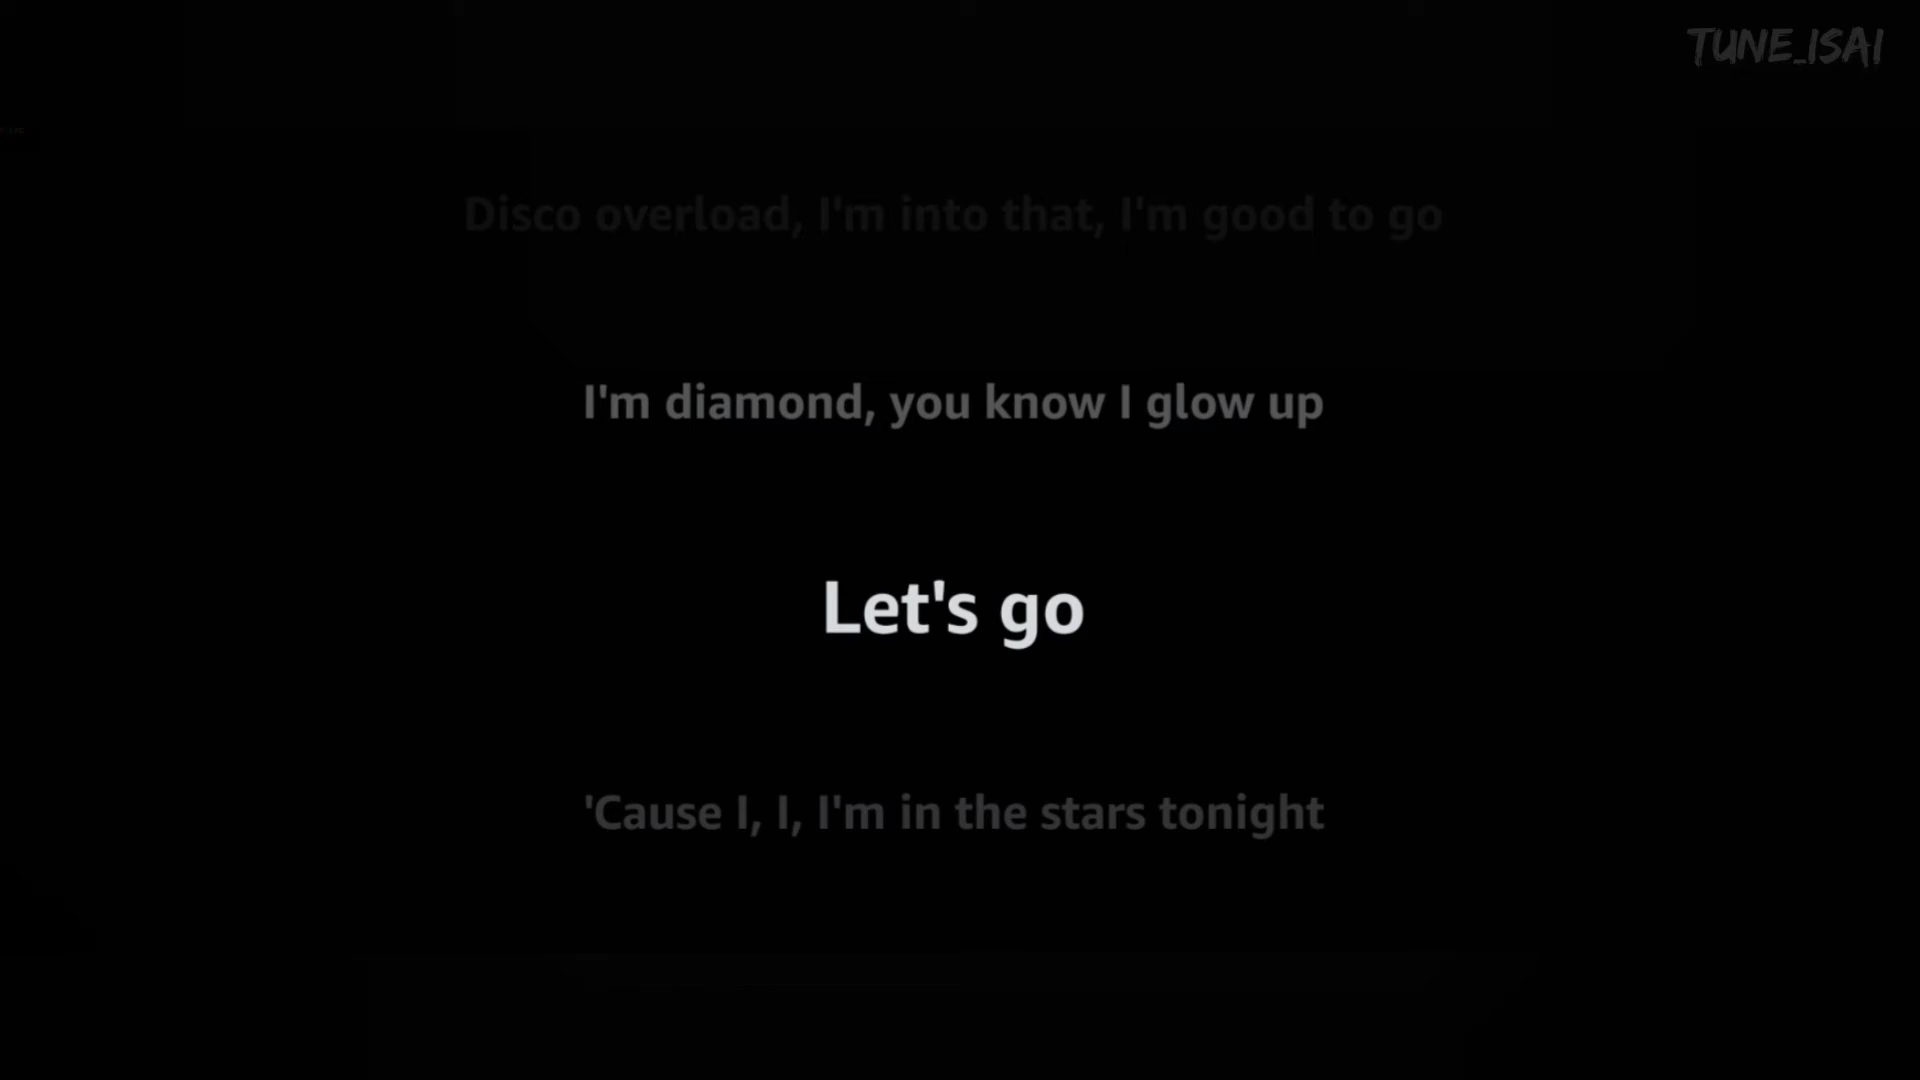 TUNE_ISAI
Disco overload, I'm into that, I'm good to go
I'm diamond, you know I glow up
Let's go
'Cause I, I, I'm in the stars tonight